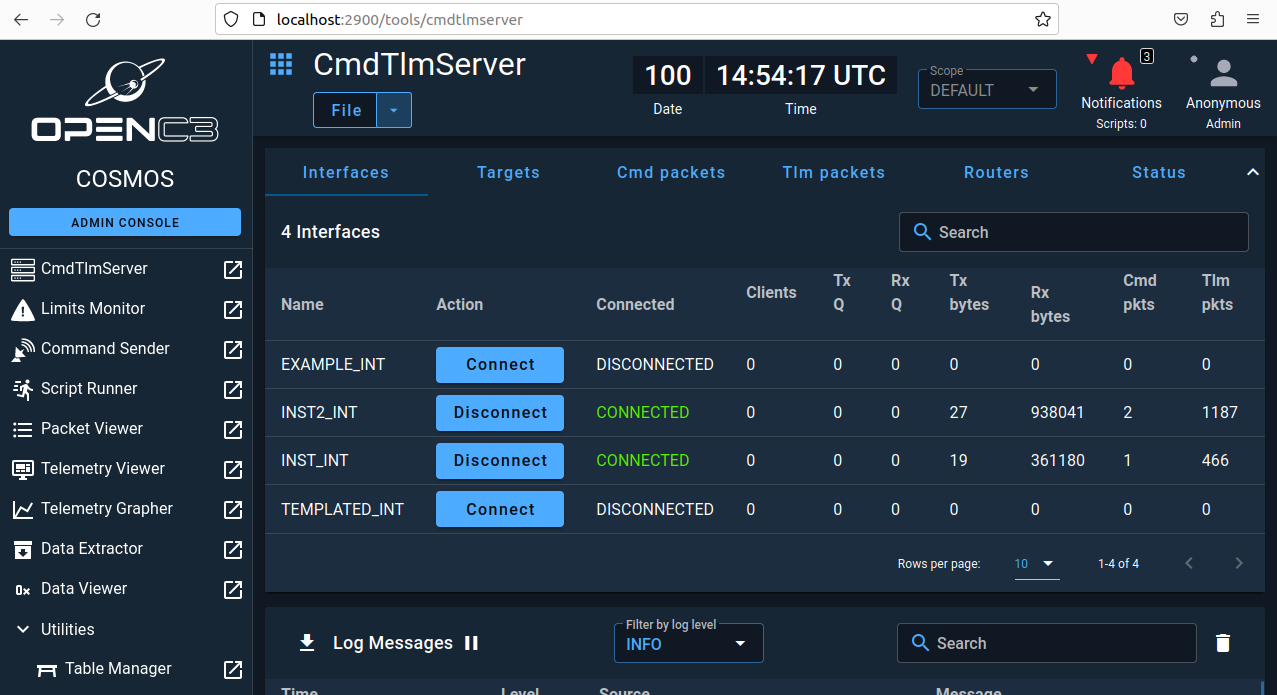 localhost:2900/tools/cmdtlmserver
OPENC3
COSMOS
ADMIN CONSOLE
CmdTlmServer
Limits Monitor
Command Sender
Script Runner
Packet Viewer
Telemetry Viewer
Telemetry Grapher
Data Extractor
0x Data Viewer
Utilities
Table Manager
CmdTlmServer
File
100
Date
14:54:17 UTC
Time
Scope
DEFAULT
3
Notifications
Scripts: 0
Anonymous
Admin
Interfaces Targets Cmd packets Tlm packets Routers Status
4 Interfaces
Search
Name Action Connected Clients Tx Q Rx Q Tx bytes Rx bytes Cmd pkts Tlm pkts
EXAMPLE_INT Connect DISCONNECTED 0 0 0 0 0 0 0
INST2_INT Disconnect CONNECTED 0 0 0 27 938041 2 1187
INST_INT Disconnect CONNECTED 0 0 0 19 361180 1 466
TEMPLATED_INT Connect DISCONNECTED 0 0 0 0 0 0 0
Rows per page: 10 1-4 of 4
Log Messages
Filter by log level
INFO
Search
Time Level Source Message